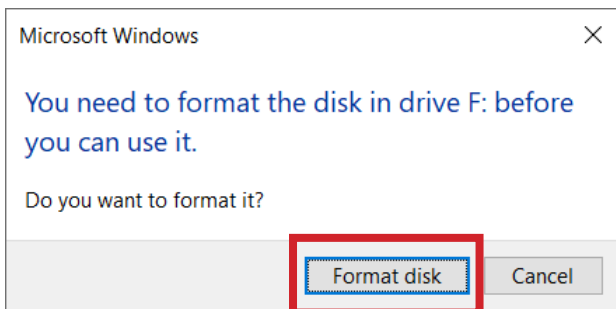 Microsoft Windows
You need to format the disk in drive F: before
you can use it.
Do you want to format it?
Format disk
Cancel